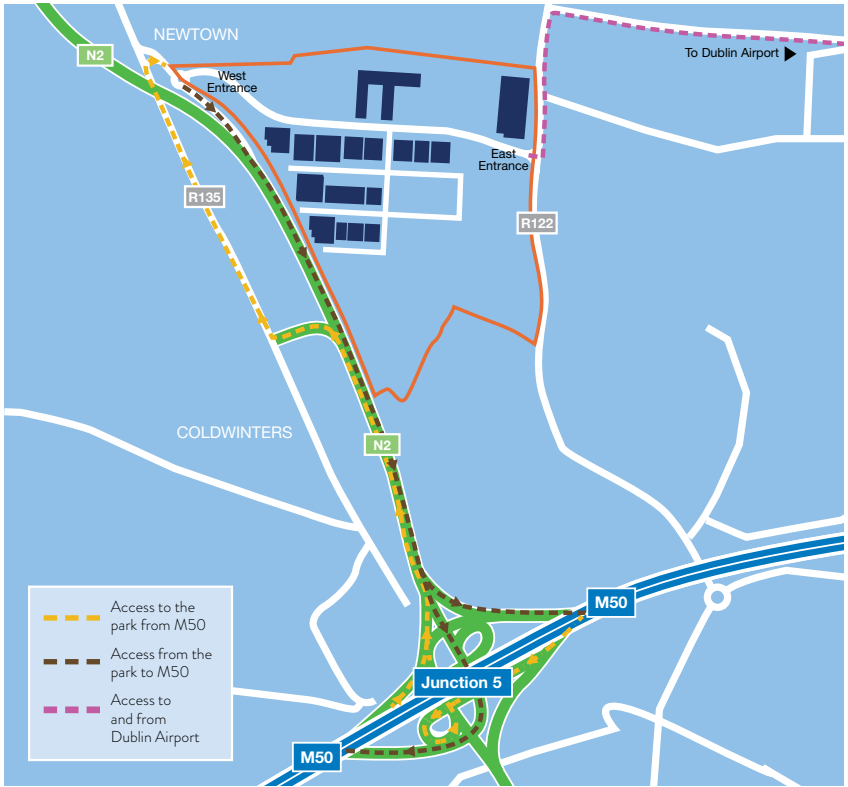 NEWTOWN
N2
To Dublin Airport
West
Entrance
East
Entrance
R135
R122
COLDWINTERS
N2
M50
Access to the
park from M50
Access from the
park to M50
Access to
and from
Dublin Airport
Junction 5
M50